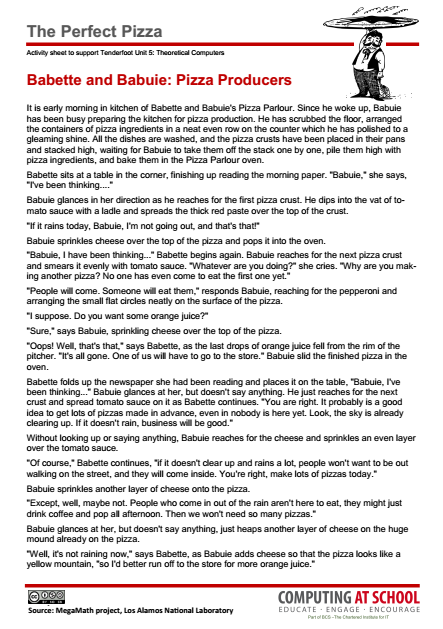 The Perfect Pizza
Activity sheet to support Tenderfoot Unit 5: Theoretical Computers
Babette and Babuie: Pizza Producers
It is early morning in kitchen of Babette and Babuie's Pizza Parlour. Since he woke up, Babuie
has been busy preparing the kitchen for pizza production. He has scrubbed the floor, arranged
the containers of pizza ingredients in a neat even row on the counter which he has polished to a
gleaming shine. All the dishes are washed, and the pizza crusts have been placed in their pans
and stacked high, waiting for Babuie to take them off the stack one by one, pile them high with
pizza ingredients, and bake them in the Pizza Parlour oven.
Babette sits at a table in the corner, finishing up reading the morning paper. "Babuie," she says,
"I've been thinking...."
Babuie glances in her direction as he reaches for the first pizza crust. He dips into the vat of to-
mato sauce with a ladle and spreads the thick red paste over the top of the crust.
"If it rains today, Babuie, I'm not going out, and that's that!"
Babuie sprinkles cheese over the top of the pizza and pops it into the oven.
"Babuie, I have been thinking..." Babette begins again. Babuie reaches for the next pizza crust
and smears it evenly with tomato sauce. "Whatever are you doing?" she cries. "Why are you mak-
ing another pizza? No one has even come to eat the first one yet."
"People will come. Someone will eat them," responds Babuie, reaching for the pepperoni and
arranging the small flat circles neatly on the surface of the pizza.
"I suppose. Do you want some orange juice?"
"Sure," says Babuie, sprinkling cheese over the top of the pizza.
"Oops! Well, that's that," says Babette, as the last drops of orange juice fell from the rim of the
pitcher. "It's all gone. One of us will have to go to the store." Babuie slid the finished pizza in the
oven.
Babette folds up the newspaper she had been reading and places it on the table, "Babuie, I've
been thinking..." Babuie glances at her, but doesn't say anything. He just reaches for the next
crust and spread tomato sauce on it as Babette continues. "You are right. It probably is a good
idea to get lots of pizzas made in advance, even in nobody is here yet. Look, the sky is already
clearing up. If it doesn't rain, business will be good."
Without looking up or saying anything, Babuie reaches for the cheese and sprinkles an even layer
over the tomato sauce.
"Of course," Babette continues, "if it doesn't clear up and rains a lot, people won't want to be out
walking on the street, and they will come inside. You're right, make lots of pizzas today."
Babuie sprinkles another layer of cheese onto the pizza.
"Except, well, maybe not. People who come in out of the rain aren't here to eat, they might just
drink coffee and pop all afternoon. Then we won't need so many pizzas."
Babuie glances at her, but doesn't say anything, just heaps another layer of cheese on the huge
mound already on the pizza.
"Well, it's not raining now," says Babette, as Babuie adds cheese so that the pizza looks like a
yellow mountain, "so I'd better run off to the store for more orange juice."
Source: MegaMath project, Los Alamos National Laboratory
COMPUTING AT SCHOOL
EDUCATE · ENGAGE · ENCOURAGE
Part of BCS - The Chartered Institute for IT